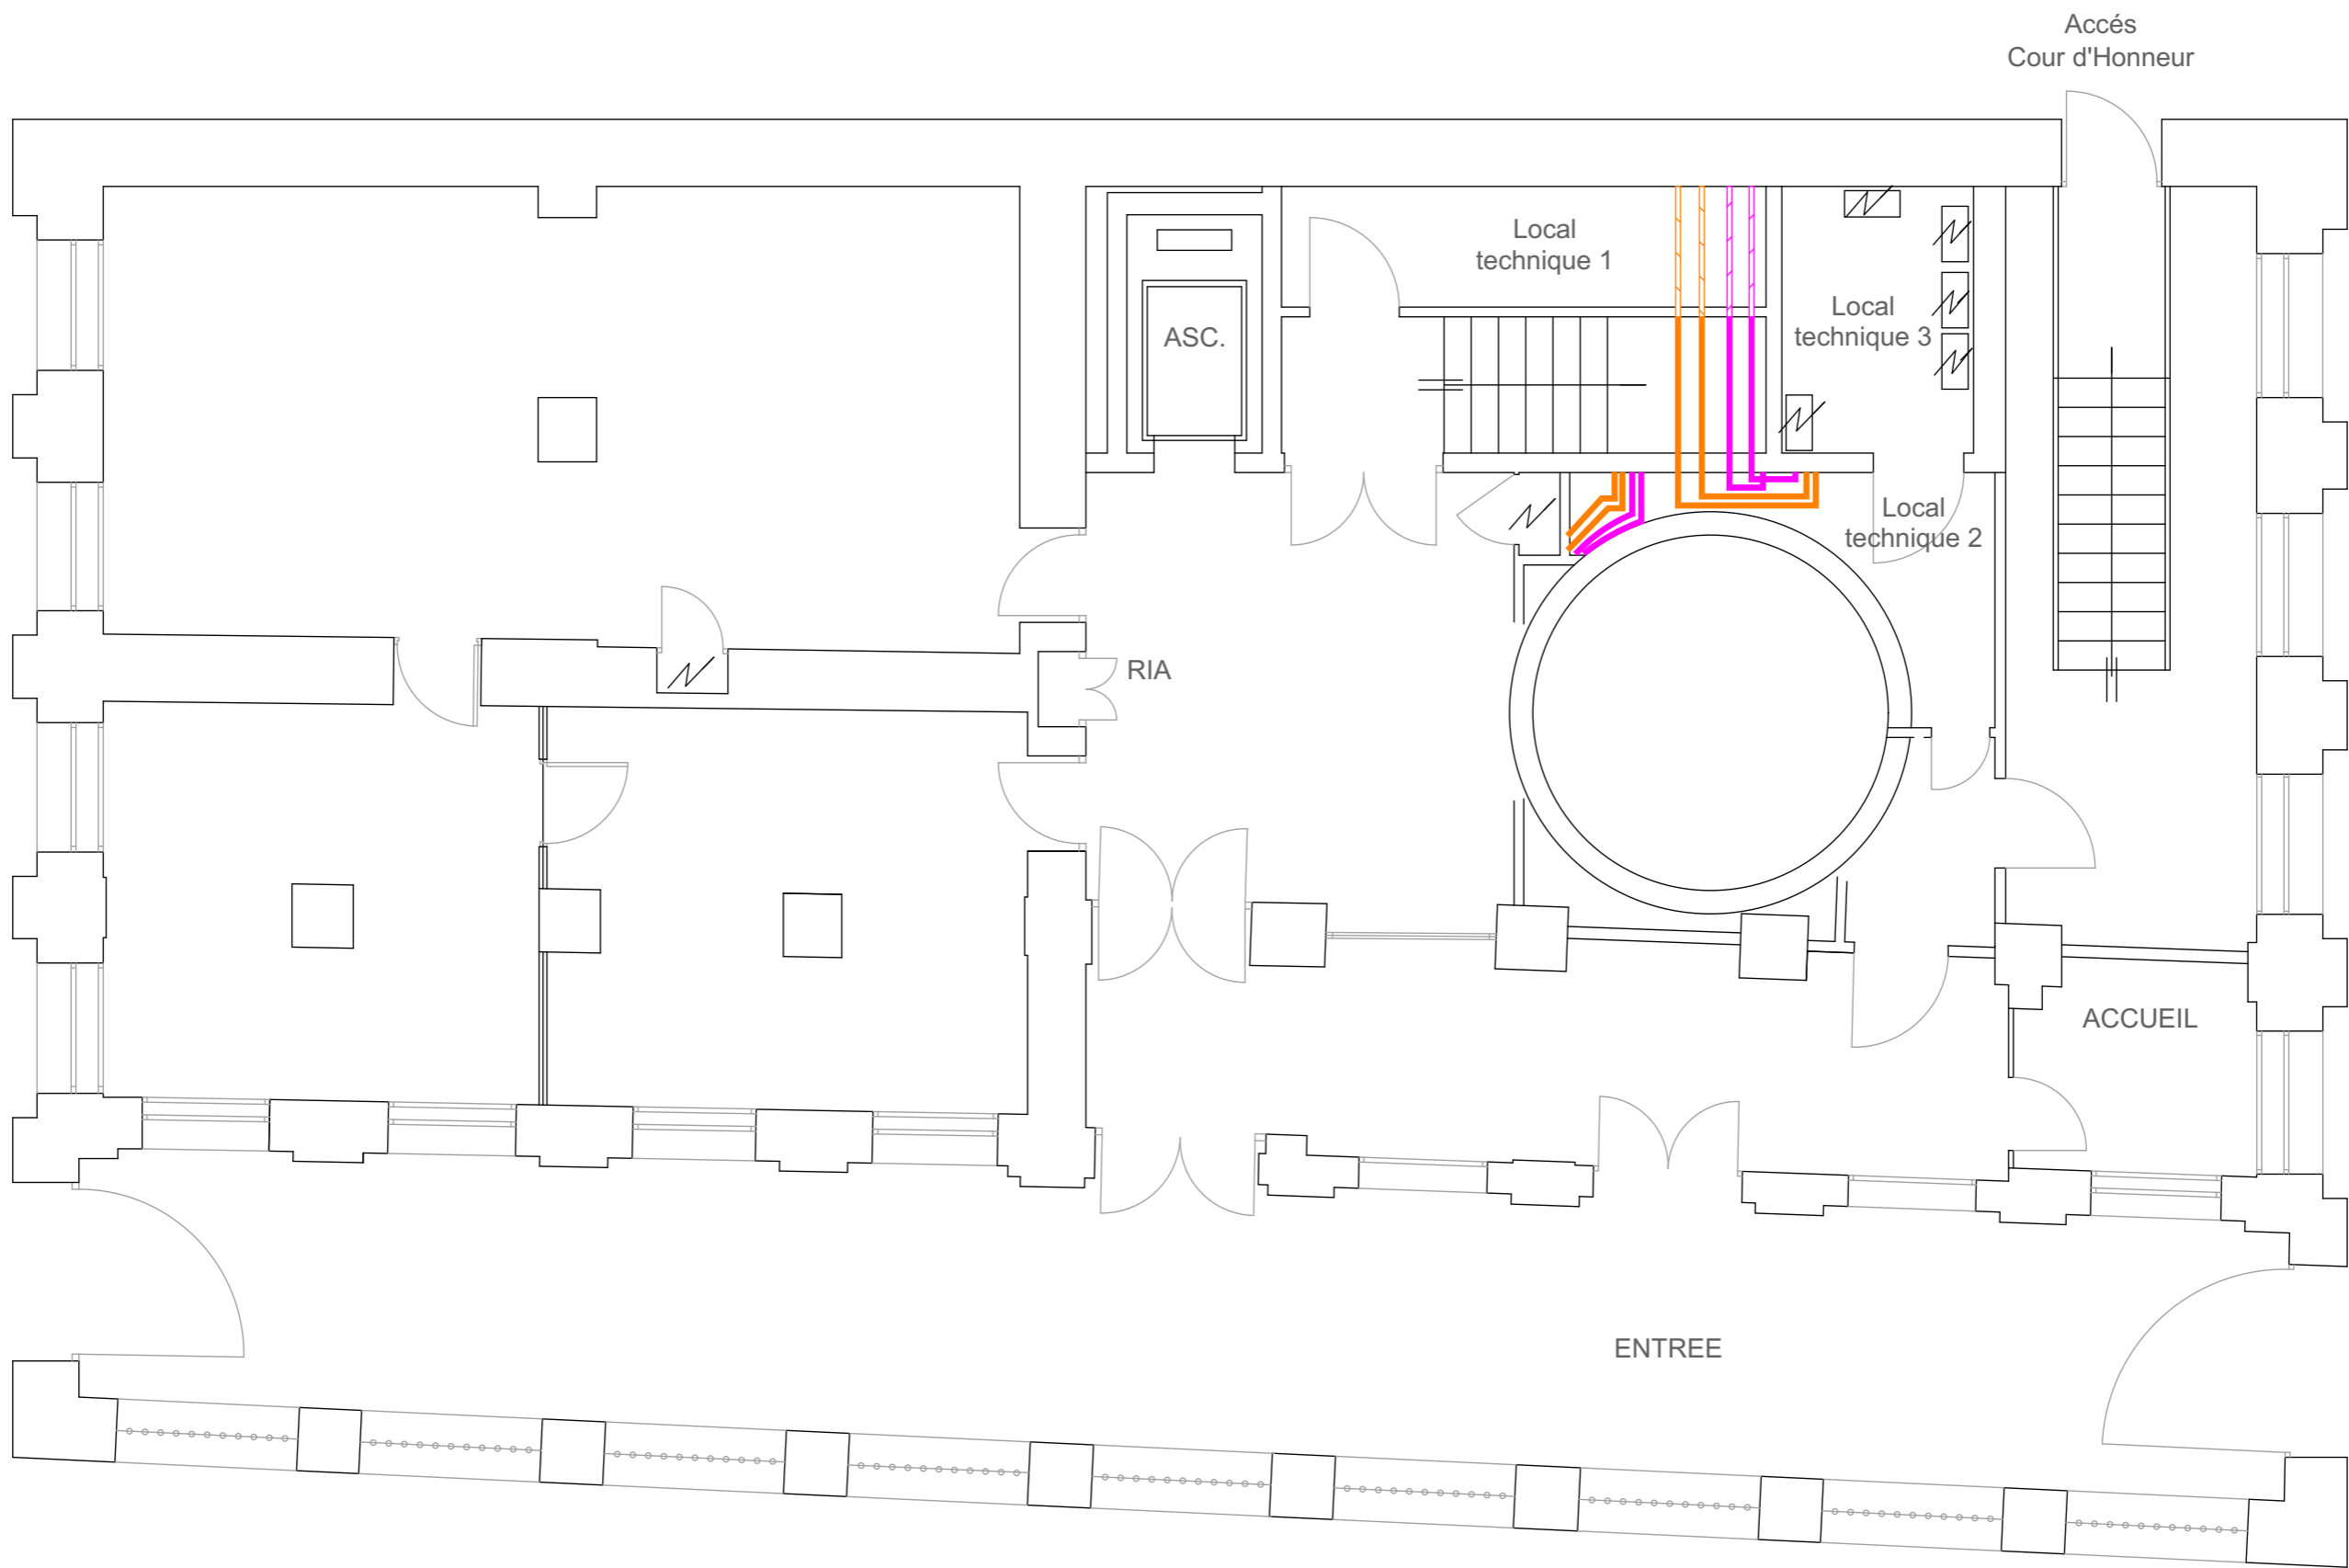 Accés
Cour d'Honneur
Local
technique 1
Local
technique 3
ASC.
Local
technique 2
RIA
ACCUEIL
ENTREE